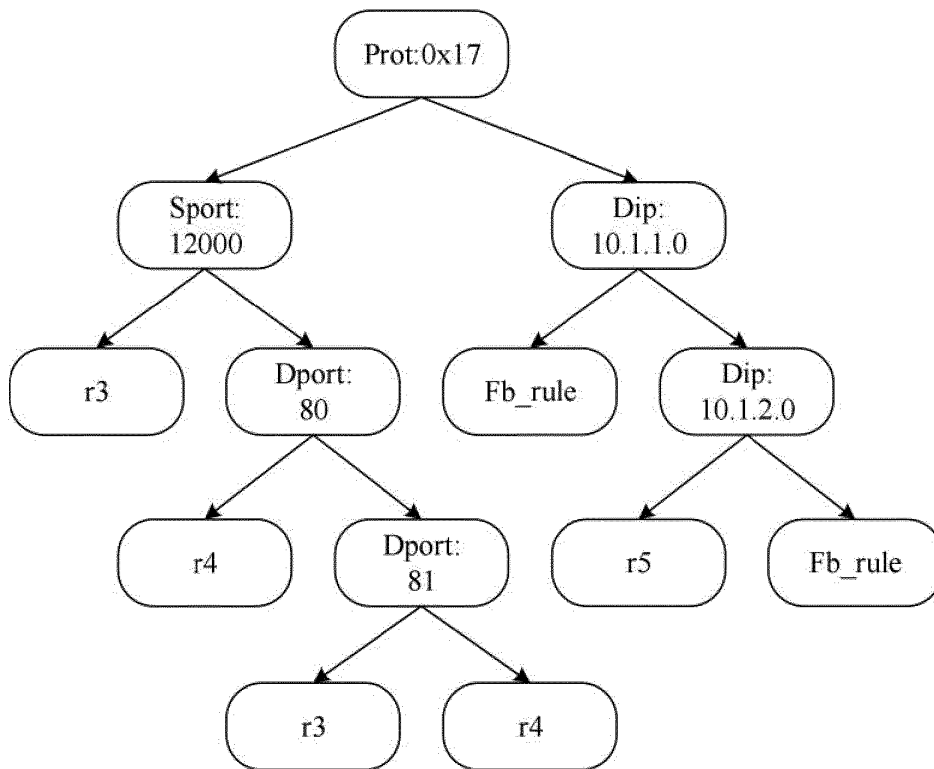 Prot:0x17
Sport:
12000
Dip:
10.1.1.0
r3
Dport:
80
Fb_rule
Dip:
10.1.2.0
r4
Dport:
81
r5
Fb_rule
r3
r4